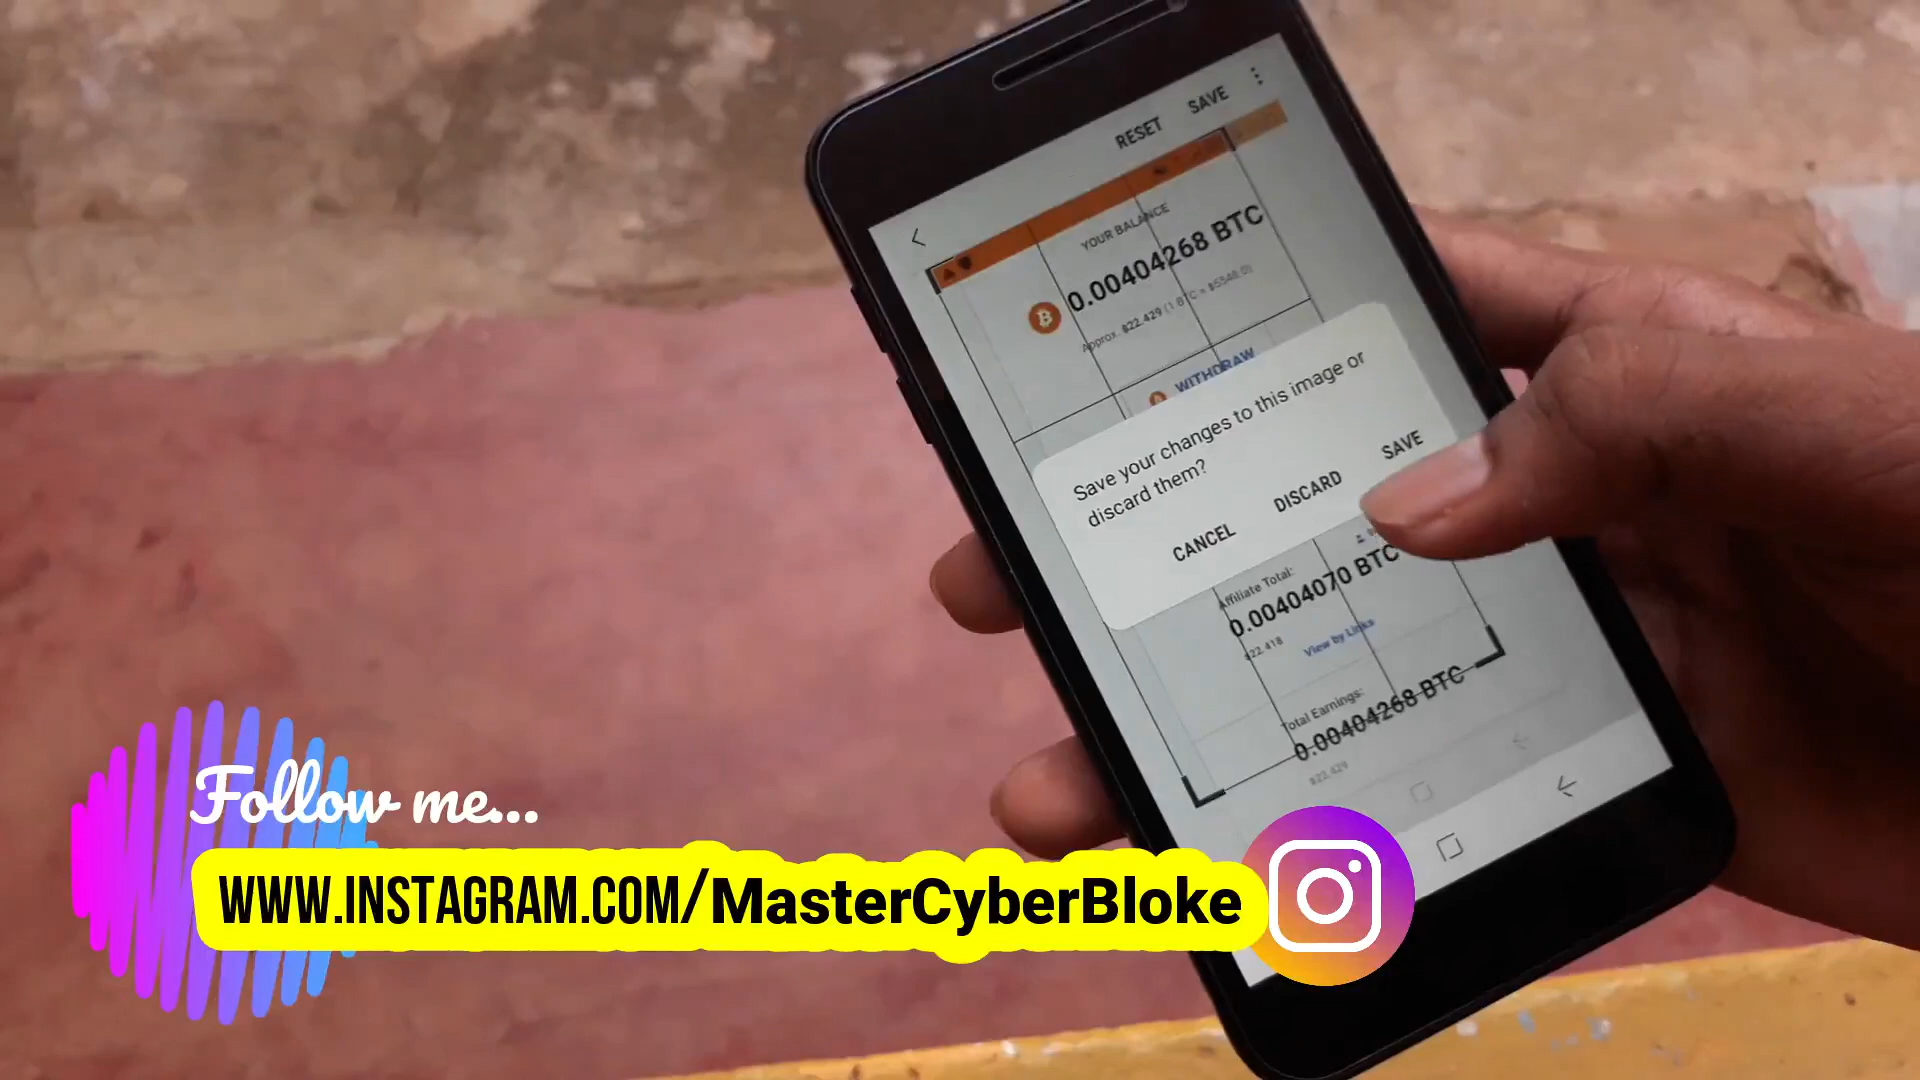 SAVE
RESET
YOUR BALANCE
0.00404268 BTC
Approx. ฿22.429 (1 BTC = ฿5548.0)
WITHDRAW
Save your changes to this image or
discard them?
CANCEL
DISCARD
SAVE
Affiliate Total:
0.00404070 BTC
฿22.418
View by Links
Total Earnings:
0.00404268 BTC
฿22.429
Follow me...
WWW.INSTAGRAM.COM/MasterCyberBloke